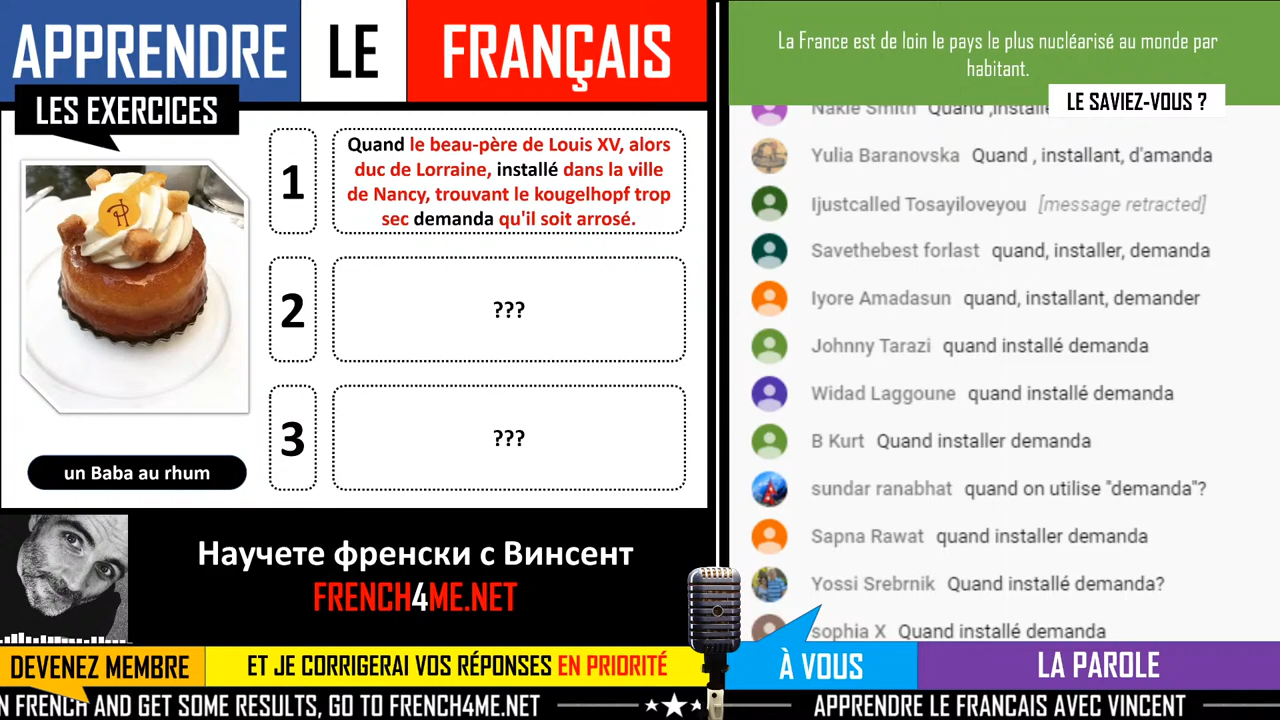 APPRENDRE LE FRANÇAIS
LES EXERCICES
1
Quand le beau-père de Louis XV, alors
duc de Lorraine, installé dans la ville
de Nancy, trouvant le kougelhopf trop
sec demanda qu'il soit arrosé.
2
???
3
???
un Baba au rhum
Научете френски с Винсент
FRENCH4ME.NET
DEVENEZ MEMBRE
ET JE CORRIGERAI VOS RÉPONSES EN PRIORITÉ
N FRENCH AND GET SOME RESULTS, GO TO FRENCH4ME.NET
La France est de loin le pays le plus nucléarisé au monde par
habitant.
LE SAVIEZ-VOUS ?
Nakie Smith Quand ,installé
Yulia Baranovska Quand , installant, d'amanda
Ijustcalled Tosayiloveyou [message retracted]
Savethebest forlast quand, installer, demanda
Iyore Amadasun quand, installant, demander
Johnny Tarazi quand installé demanda
Widad Laggoune quand installé demanda
B Kurt Quand installer demanda
sundar ranabhat quand on utilise "demanda"?
Sapna Rawat quand installer demanda
Yossi Srebrnik Quand installé demanda?
sophia X Quand installé demanda
À VOUS
LA PAROLE
APPRENDRE LE FRANÇAIS AVEC VINCENT